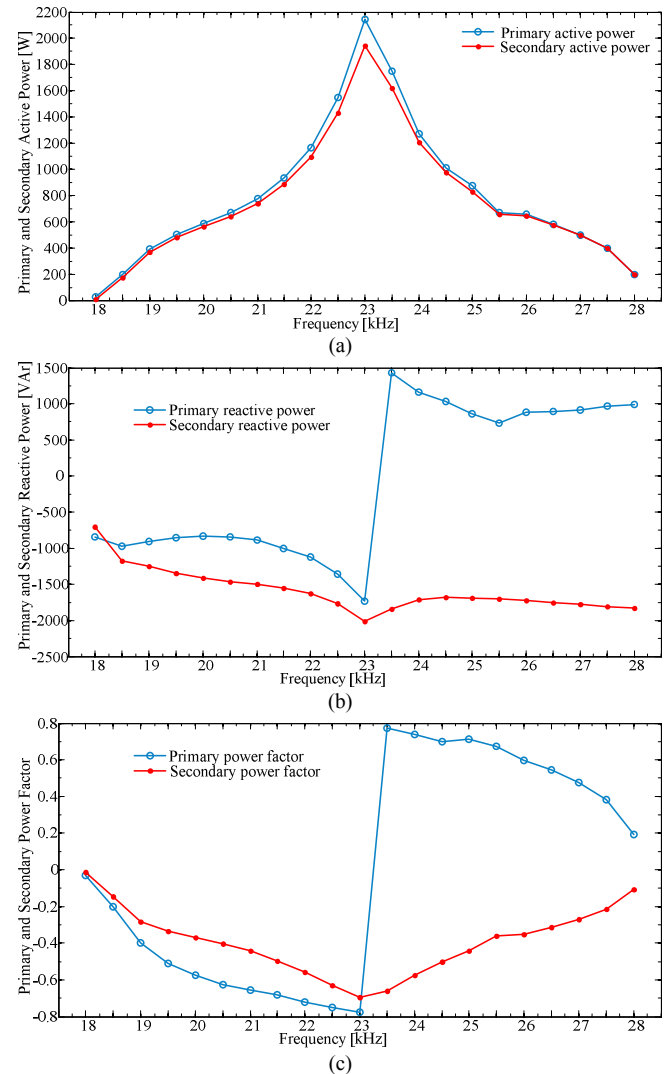 Primary and Secondary Active Power [W]
2200
2000
1800
1600
1400
1200
1000
800
600
400
200
0
Primary active power
Secondary active power
18 19 20 21 22 23 24 25 26 27 28
Frequency [kHz]
(a)
Primary and Secondary Reactive Power [VAr]
1500
1000
500
0
-500
-1000
-1500
-2000
-2500
Primary reactive power
Secondary reactive power
18 19 20 21 22 23 24 25 26 27 28
Frequency [kHz]
(b)
Primary and Secondary Power Factor
0.8
0.6
0.4
0.2
0
-0.2
-0.4
-0.6
-0.8
Primary power factor
Secondary power factor
18 19 20 21 22 23 24 25 26 27 28
Frequency [kHz]
(c)